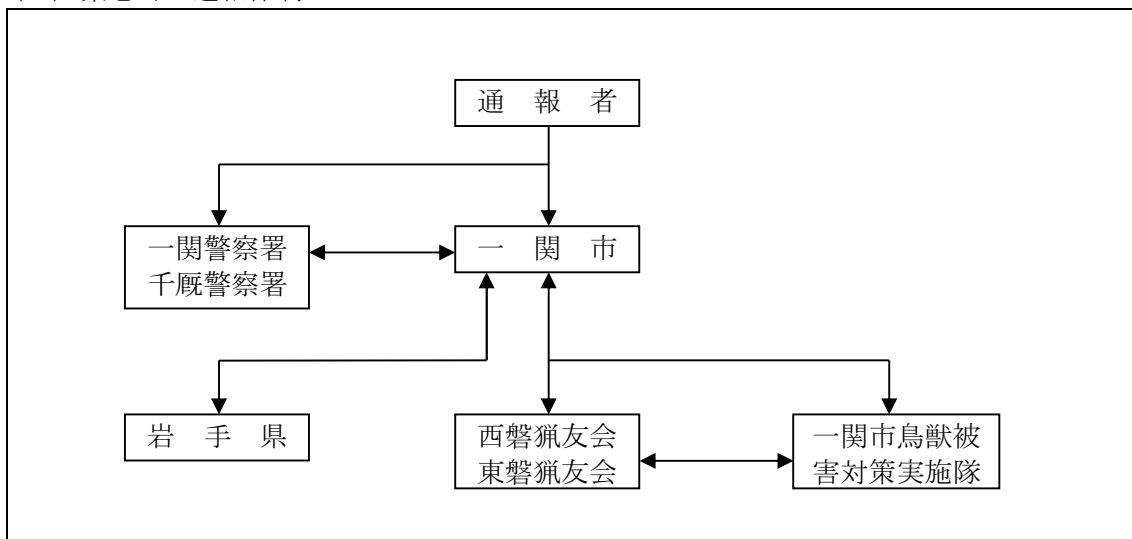 通 報 者
一関警察署
千厩警察署
一 関 市
岩 手 県
西磐猟友会
東磐猟友会
一関市鳥獣被
害対策実施隊